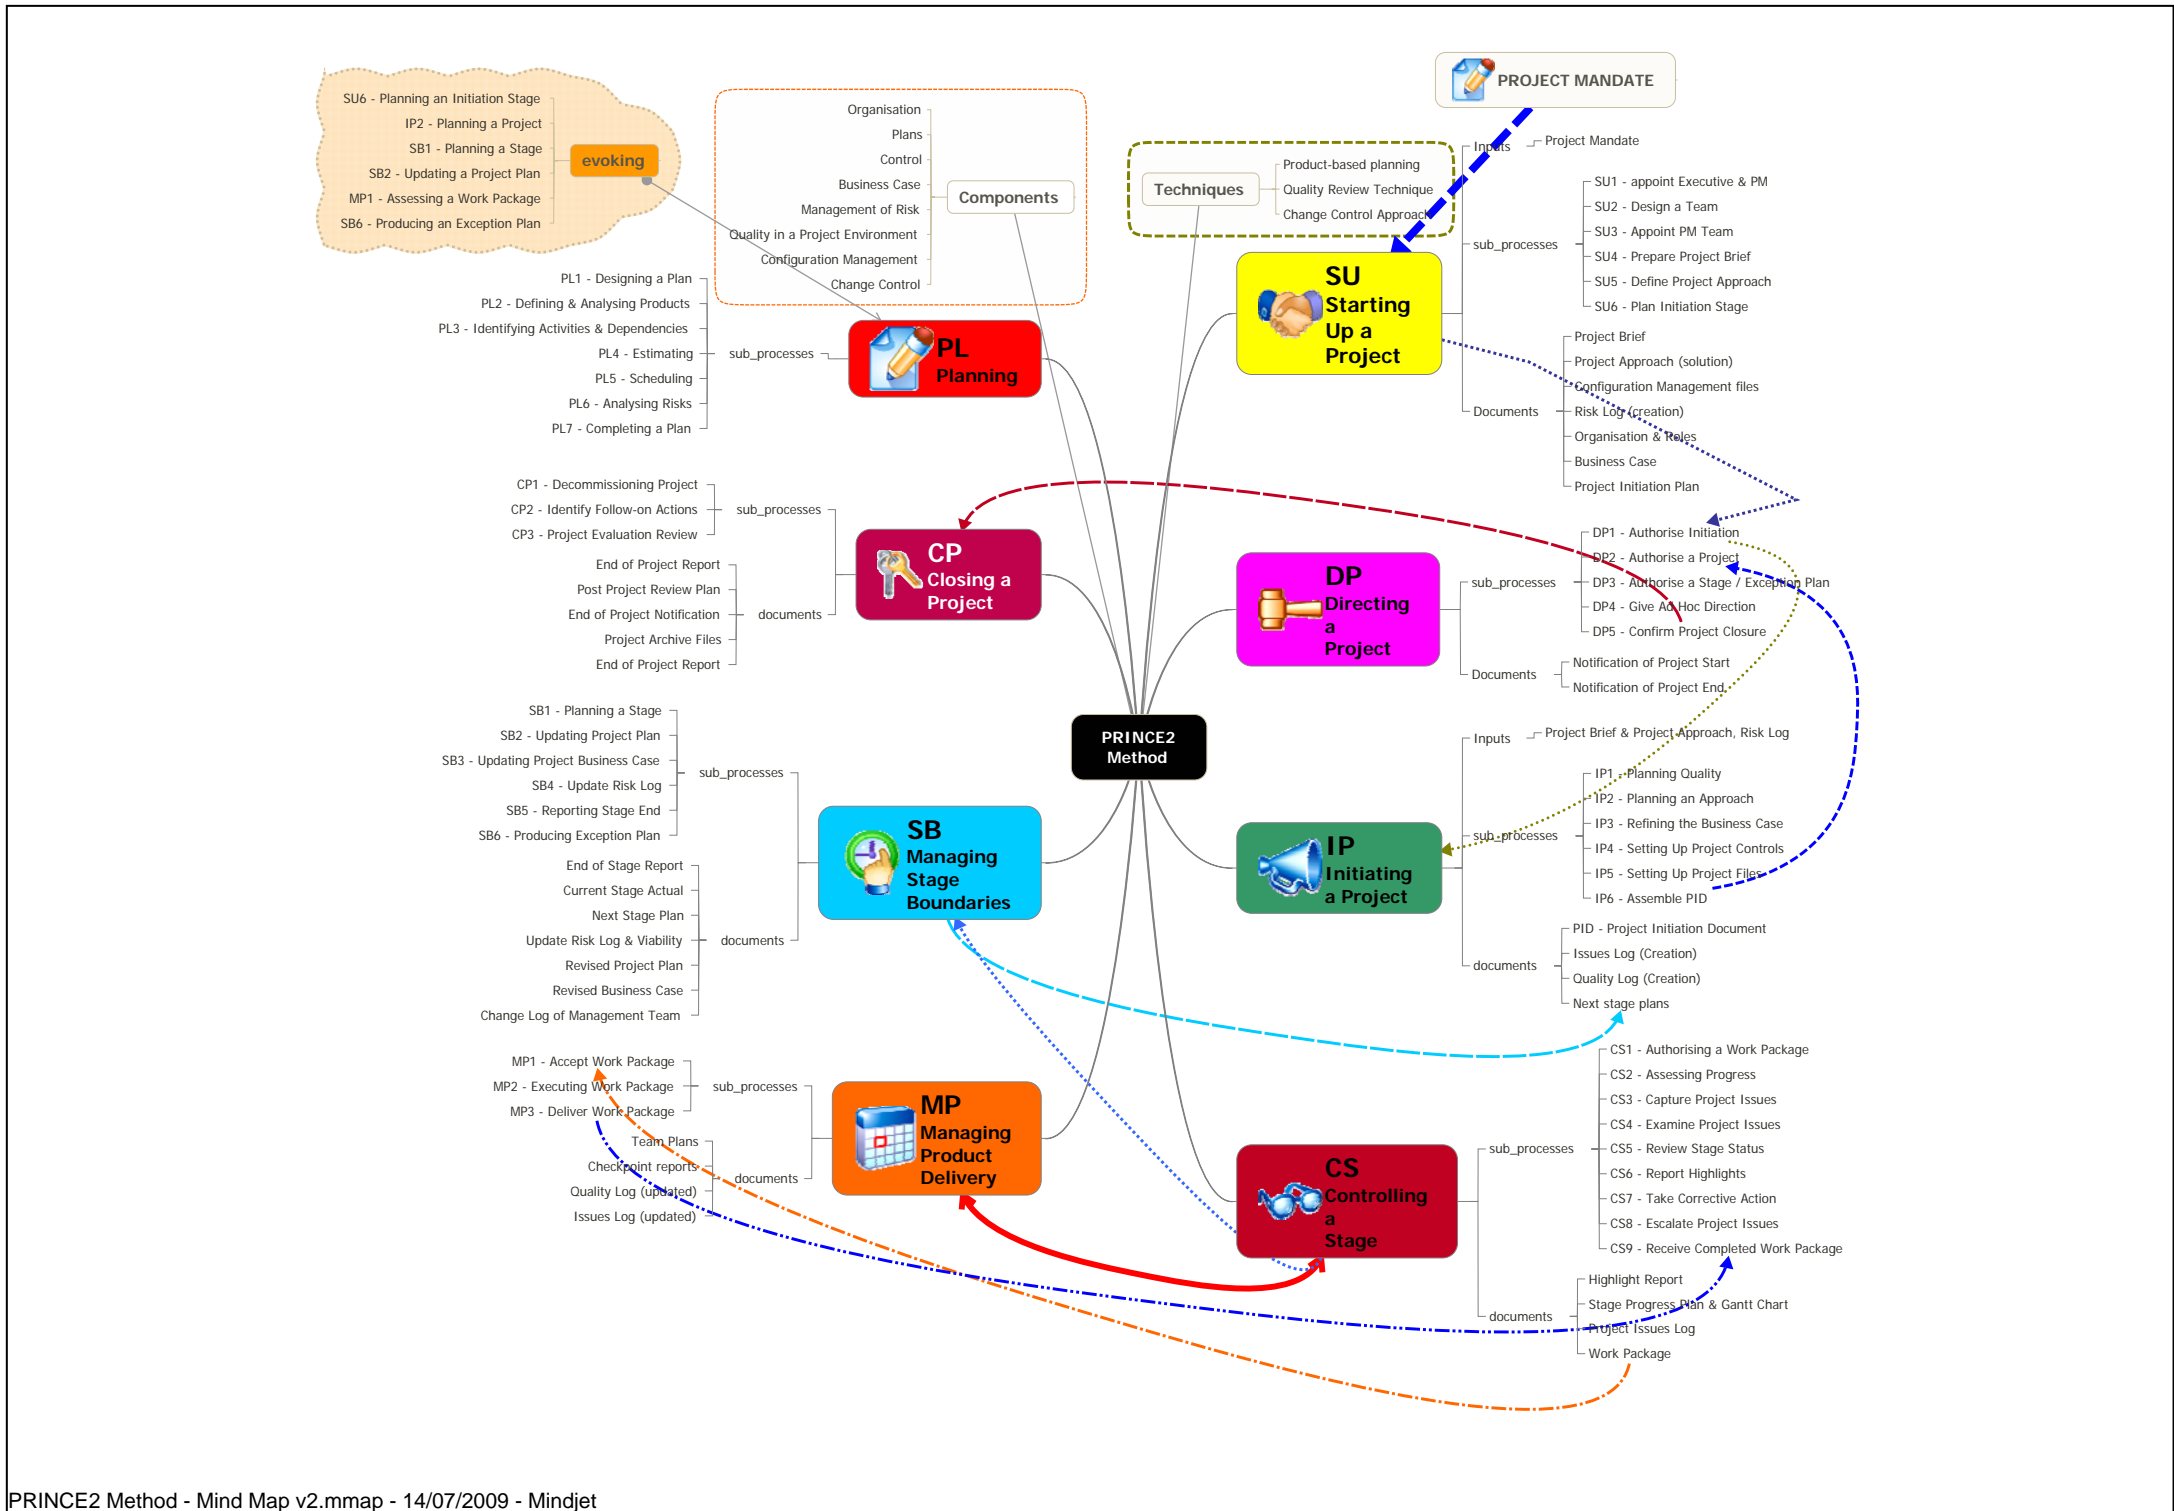 PROJECT MANDATE
SU6 - Planning an Initiation Stage
IP2 - Planning a Project
SB1 - Planning a Stage
SB2 - Updating a Project Plan
MP1 - Assessing a Work Package
SB6 - Producing an Exception Plan
evoking
Organisation
Plans
Control
Business Case
Management of Risk
Quality in a Project Environment
Configuration Management
Change Control
Components
Techniques
Product-based planning
Quality Review Technique
Change Control Approach
SU
Starting
Up a
Project
Inputs
Project Mandate
sub_processes
SU1 - appoint Executive & PM
SU2 - Design a Team
SU3 - Appoint PM Team
SU4 - Prepare Project Brief
SU5 - Define Project Approach
SU6 - Plan Initiation Stage
Documents
Project Brief
Project Approach (solution)
Configuration Management files
Risk Log (creation)
Organisation & Roles
Business Case
Project Initiation Plan
PL1 - Designing a Plan
PL2 - Defining & Analysing Products
PL3 - Identifying Activities & Dependencies
PL4 - Estimating
PL5 - Scheduling
PL6 - Analysing Risks
PL7 - Completing a Plan
sub_processes
PL
Planning
CP1 - Decommissioning Project
CP2 - Identify Follow-on Actions
CP3 - Project Evaluation Review
sub_processes
End of Project Report
Post Project Review Plan
End of Project Notification
Project Archive Files
End of Project Report
documents
CP
Closing a
Project
DP
Directing
a
Project
sub_processes
DP1 - Authorise Initiation
DP2 - Authorise a Project
DP3 - Authorise a Stage / Exception Plan
DP4 - Give Ad Hoc Direction
DP5 - Confirm Project Closure
Documents
Notification of Project Start
Notification of Project End
PRINCE2
Method
SB1 - Planning a Stage
SB2 - Updating Project Plan
SB3 - Updating Project Business Case
SB4 - Update Risk Log
SB5 - Reporting Stage End
SB6 - Producing Exception Plan
sub_processes
End of Stage Report
Current Stage Actual
Next Stage Plan
Update Risk Log & Viability
Revised Project Plan
Revised Business Case
Change Log of Management Team
documents
SB
Managing
Stage
Boundaries
IP
Initiating
a Project
Inputs
Project Brief & Project Approach, Risk Log
sub_processes
IP1 - Planning Quality
IP2 - Planning an Approach
IP3 - Refining the Business Case
IP4 - Setting Up Project Controls
IP5 - Setting Up Project Files
IP6 - Assemble PID
documents
PID - Project Initiation Document
Issues Log (Creation)
Quality Log (Creation)
Next stage plans
MP1 - Accept Work Package
MP2 - Executing Work Package
MP3 - Deliver Work Package
sub_processes
Team Plans
Checkpoint reports
Quality Log (updated)
Issues Log (updated)
documents
MP
Managing
Product
Delivery
CS
Controlling
a
Stage
sub_processes
CS1 - Authorising a Work Package
CS2 - Assessing Progress
CS3 - Capture Project Issues
CS4 - Examine Project Issues
CS5 - Review Stage Status
CS6 - Report Highlights
CS7 - Take Corrective Action
CS8 - Escalate Project Issues
CS9 - Receive Completed Work Package
documents
Highlight Report
Stage Progress Plan & Gantt Chart
Project Issues Log
Work Package
PRINCE2 Method - Mind Map v2.mmap - 14/07/2009 - Mindjet